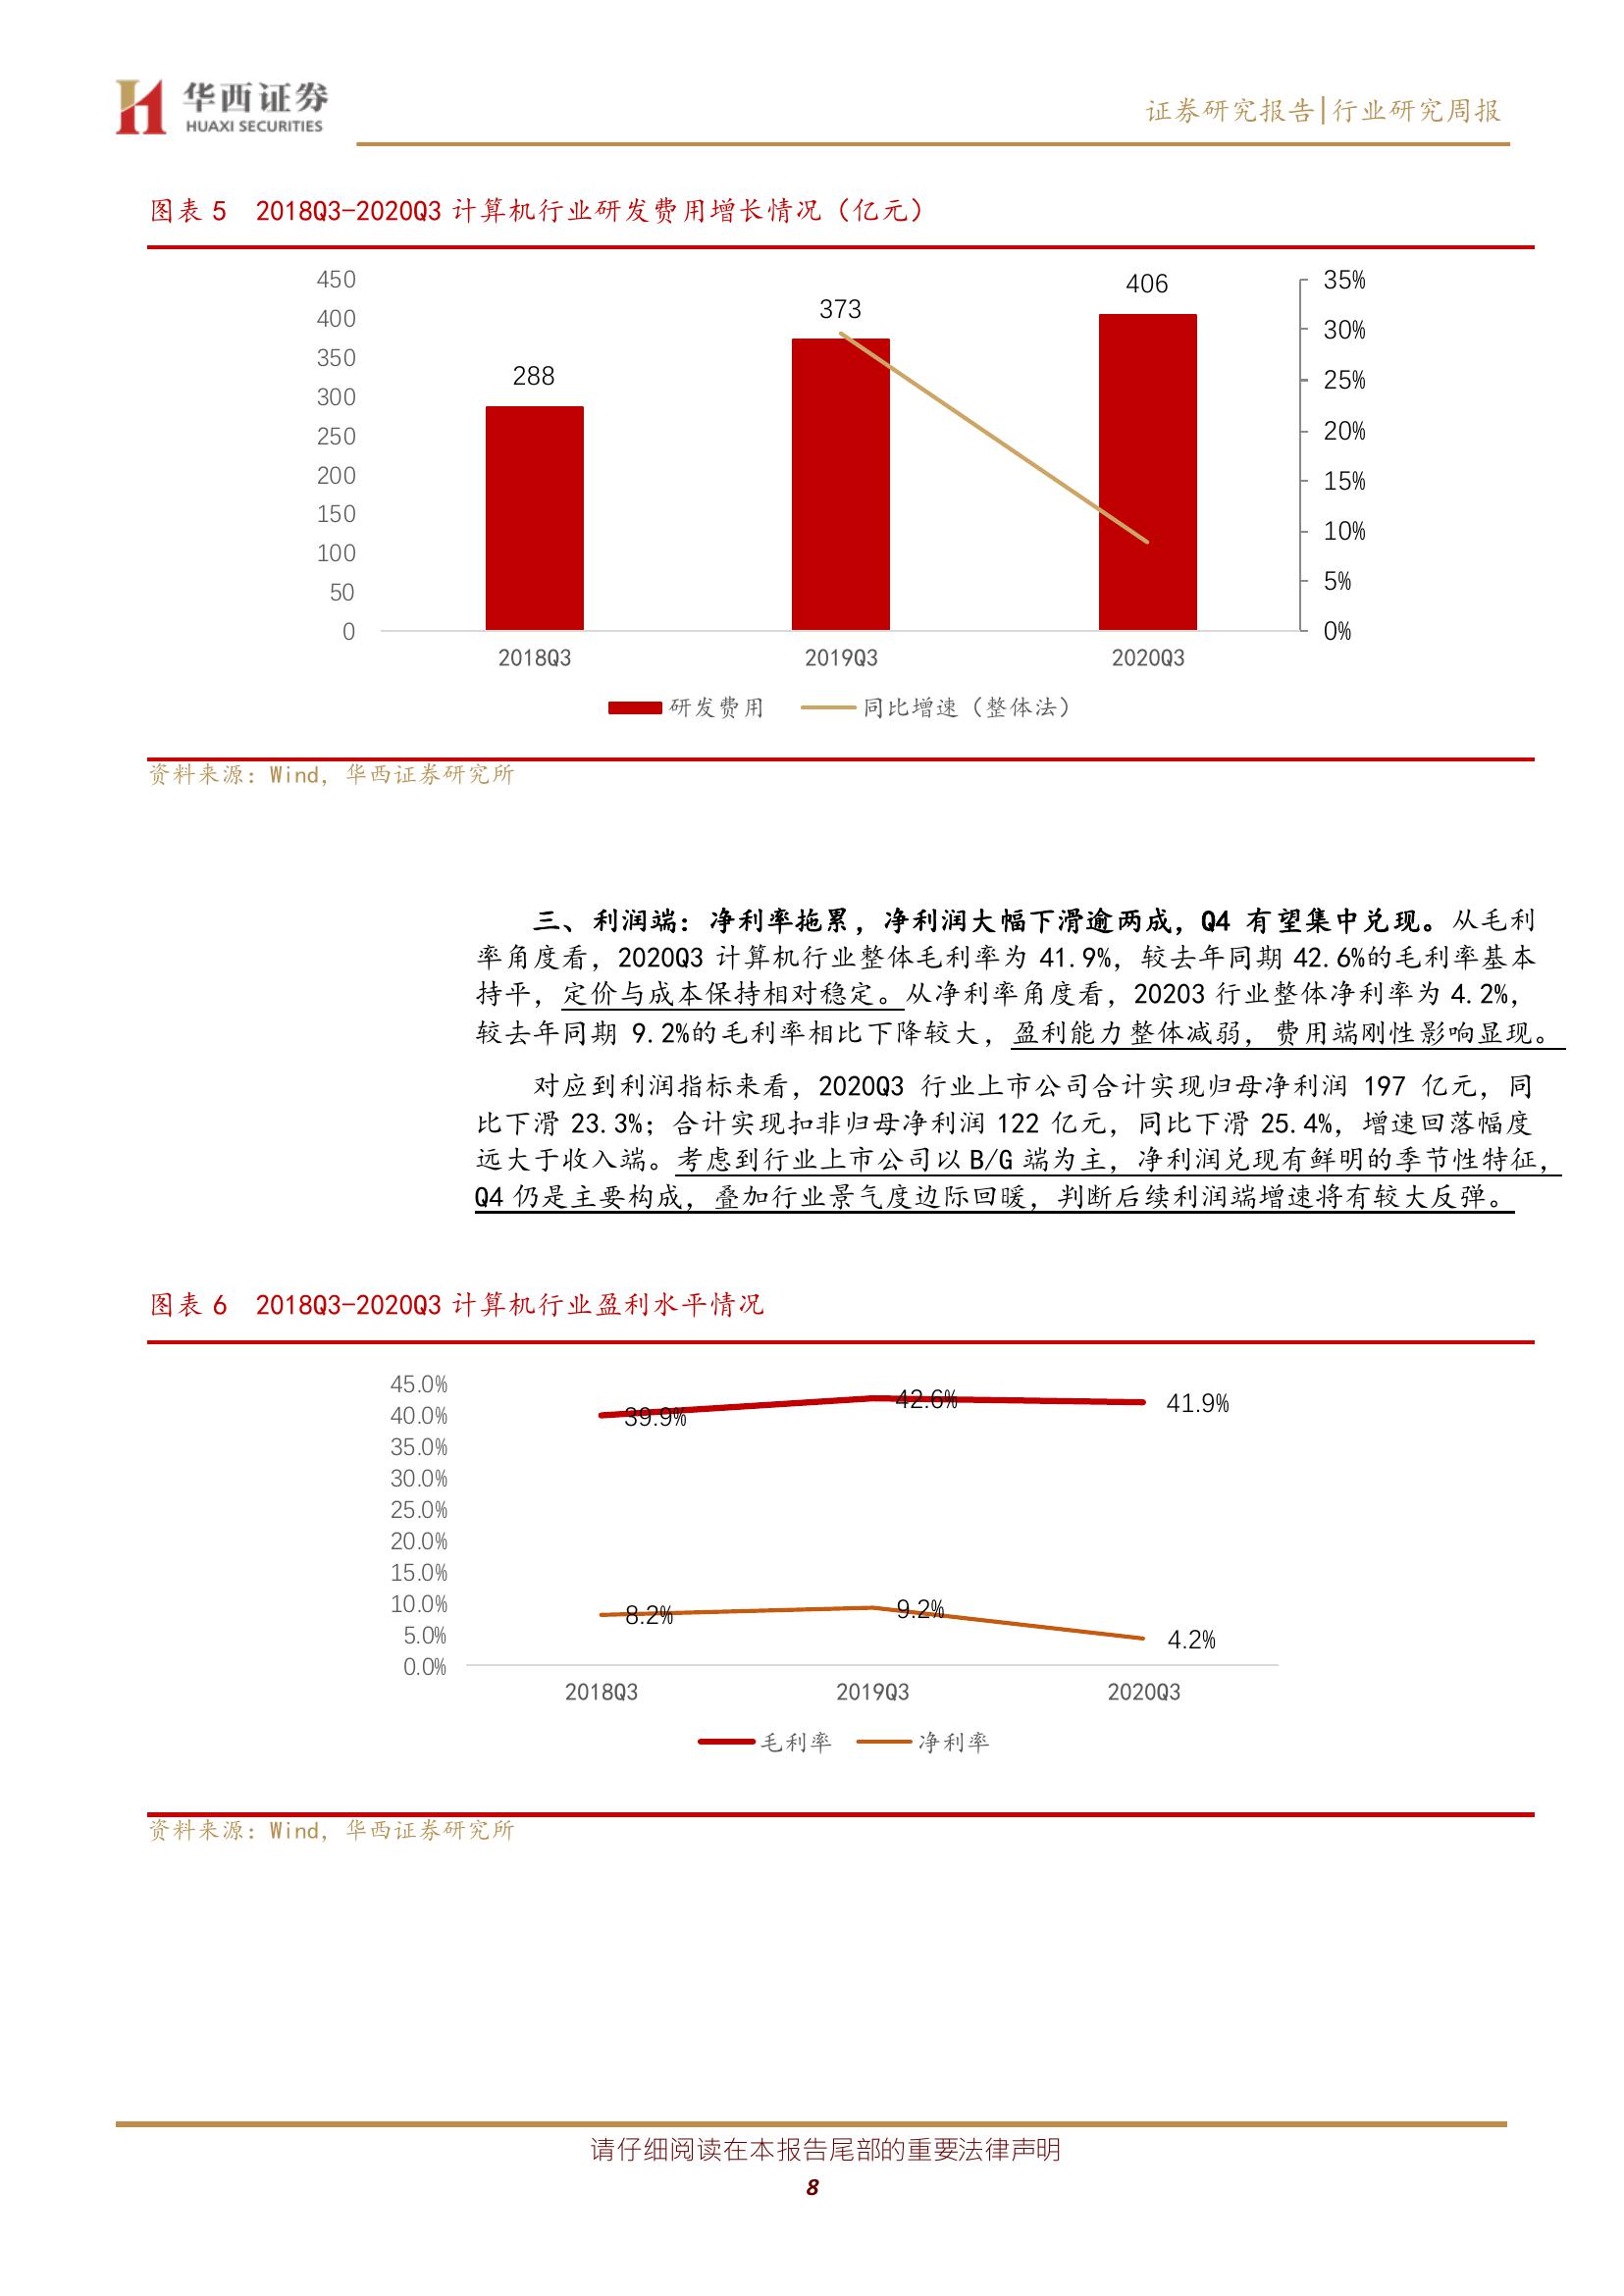 华西证券
HUAXI SECURITIES
证券研究报告|行业研究周报
图表 5 2018Q3-2020Q3 计算机行业研发费用增长情况（亿元）
450
400
350
300
250
200
150
100
50
0
288
373
406
35%
30%
25%
20%
15%
10%
5%
0%
2018Q3 2019Q3 2020Q3
研发费用 同比增速（整体法）
资料来源：Wind，华西证券研究所
三、利润端：净利率拖累，净利润大幅下滑逾两成，Q4 有望集中兑现。从毛利
率角度看，2020Q3 计算机行业整体毛利率为 41.9%，较去年同期 42.6%的毛利率基本
持平，定价与成本保持相对稳定。从净利率角度看，20203 行业整体净利率为 4.2%，
较去年同期 9.2%的毛利率相比下降较大，盈利能力整体减弱，费用端刚性影响显现。
对应到利润指标来看，2020Q3 行业上市公司合计实现归母净利润 197 亿元，同
比下滑 23.3%；合计实现扣非归母净利润 122 亿元，同比下滑 25.4%，增速回落幅度
远大于收入端。考虑到行业上市公司以 B/G 端为主，净利润兑现有鲜明的季节性特征，
Q4 仍是主要构成，叠加行业景气度边际回暖，判断后续利润端增速将有较大反弹。
图表 6 2018Q3-2020Q3 计算机行业盈利水平情况
45.0%
40.0%
35.0%
30.0%
25.0%
20.0%
15.0%
10.0%
5.0%
0.0%
39.9%
42.6%
41.9%
8.2%
9.2%
4.2%
2018Q3 2019Q3 2020Q3
毛利率 净利率
资料来源：Wind，华西证券研究所
请仔细阅读在本报告尾部的重要法律声明
8